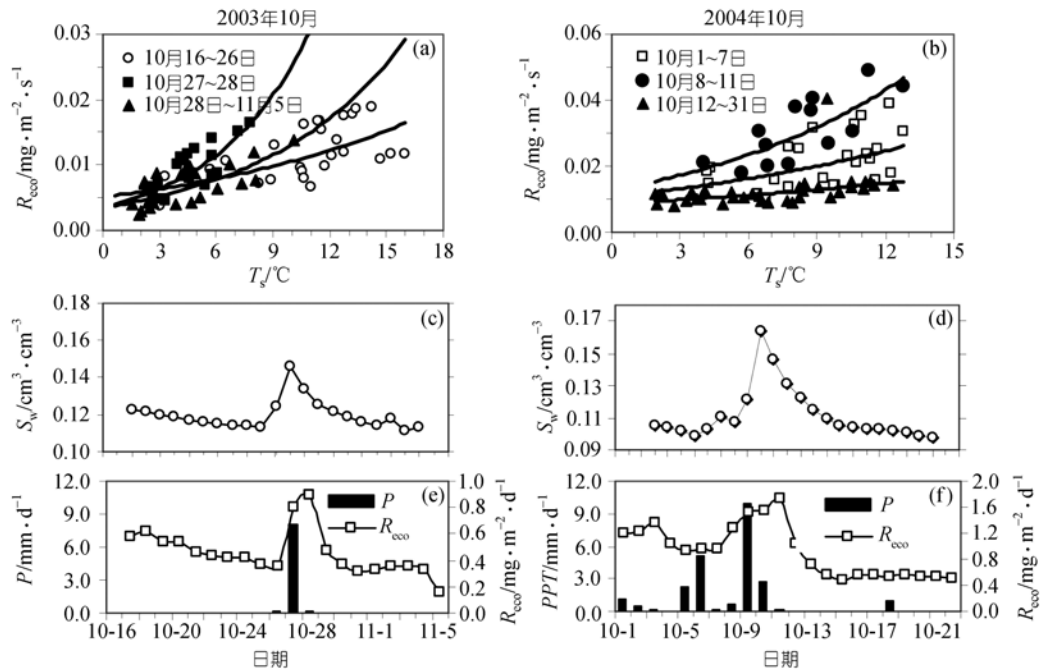 2003年10月
2004年10月
0.03
0.02
0.01
0.00
R_eco/mg·m⁻²·s⁻¹
(a)
10月16~26日
10月27~28日
10月28日~11月5日
0 3 6 9 12 15 18
T_s/℃
0.06
0.04
0.02
0.00
R_eco/mg·m⁻²·s⁻¹
(b)
10月1~7日
10月8~11日
10月12~31日
0 3 6 9 12 15
T_s/℃
0.18
0.16
0.14
0.12
0.10
S_w/cm³·cm⁻³
(c)
0.17
0.15
0.13
0.11
0.09
S_w/cm³·cm⁻³
(d)
12.0
9.0
6.0
3.0
0.0
P/mm·d⁻¹
(e)
P
R_eco
1.0
0.8
0.6
0.4
0.2
0.0
R_eco/mg·m⁻²·d⁻¹
10-16 10-20 10-24 10-28 11-1 11-5
日期
12.0
9.0
6.0
3.0
0.0
PPT/mm·d⁻¹
(f)
P
R_eco
2.0
1.6
1.2
0.8
0.4
0.0
R_eco/mg·m⁻²·d⁻¹
10-1 10-5 10-9 10-13 10-17 10-21
日期